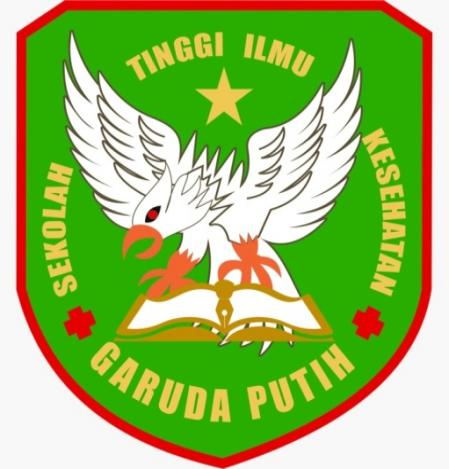 SEKOLAH TINGGI ILMU KESEHATAN
GARUDA PUTIH